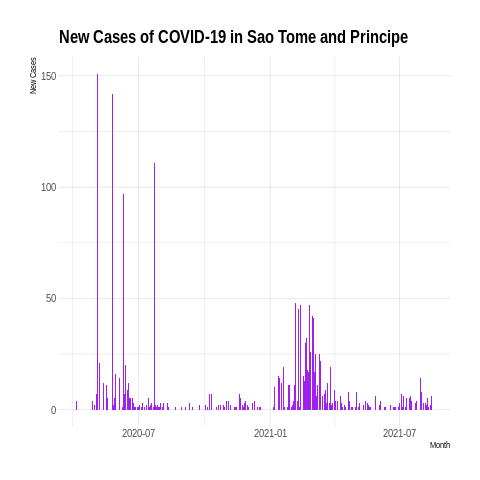 New Cases of COVID-19 in Sao Tome and Principe
New Cases
150
100
50
0
2020-07
2021-01
2021-07
Month